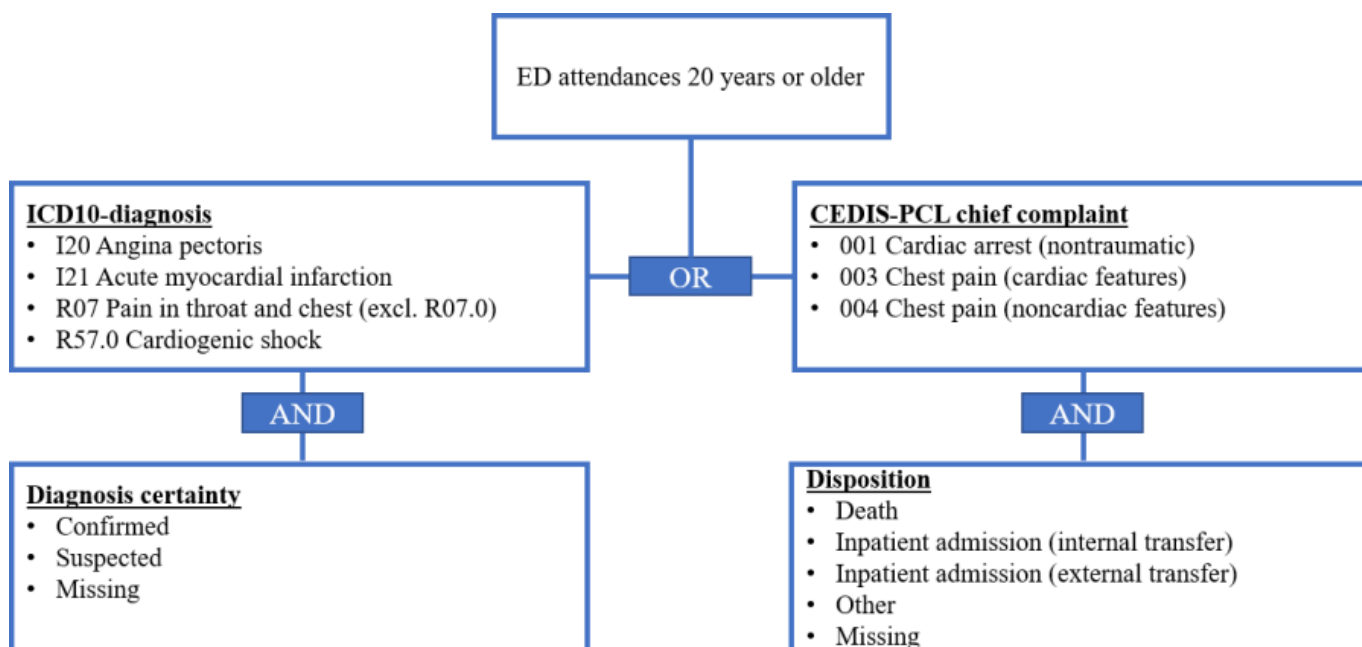 ED attendances 20 years or older
ICD10-diagnosis
• I20 Angina pectoris
• I21 Acute myocardial infarction
• R07 Pain in throat and chest (excl. R07.0)
• R57.0 Cardiogenic shock
OR
CEDIS-PCL chief complaint
• 001 Cardiac arrest (nontraumatic)
• 003 Chest pain (cardiac features)
• 004 Chest pain (noncardiac features)
AND
AND
Diagnosis certainty
• Confirmed
• Suspected
• Missing
Disposition
• Death
• Inpatient admission (internal transfer)
• Inpatient admission (external transfer)
• Other
• Missing